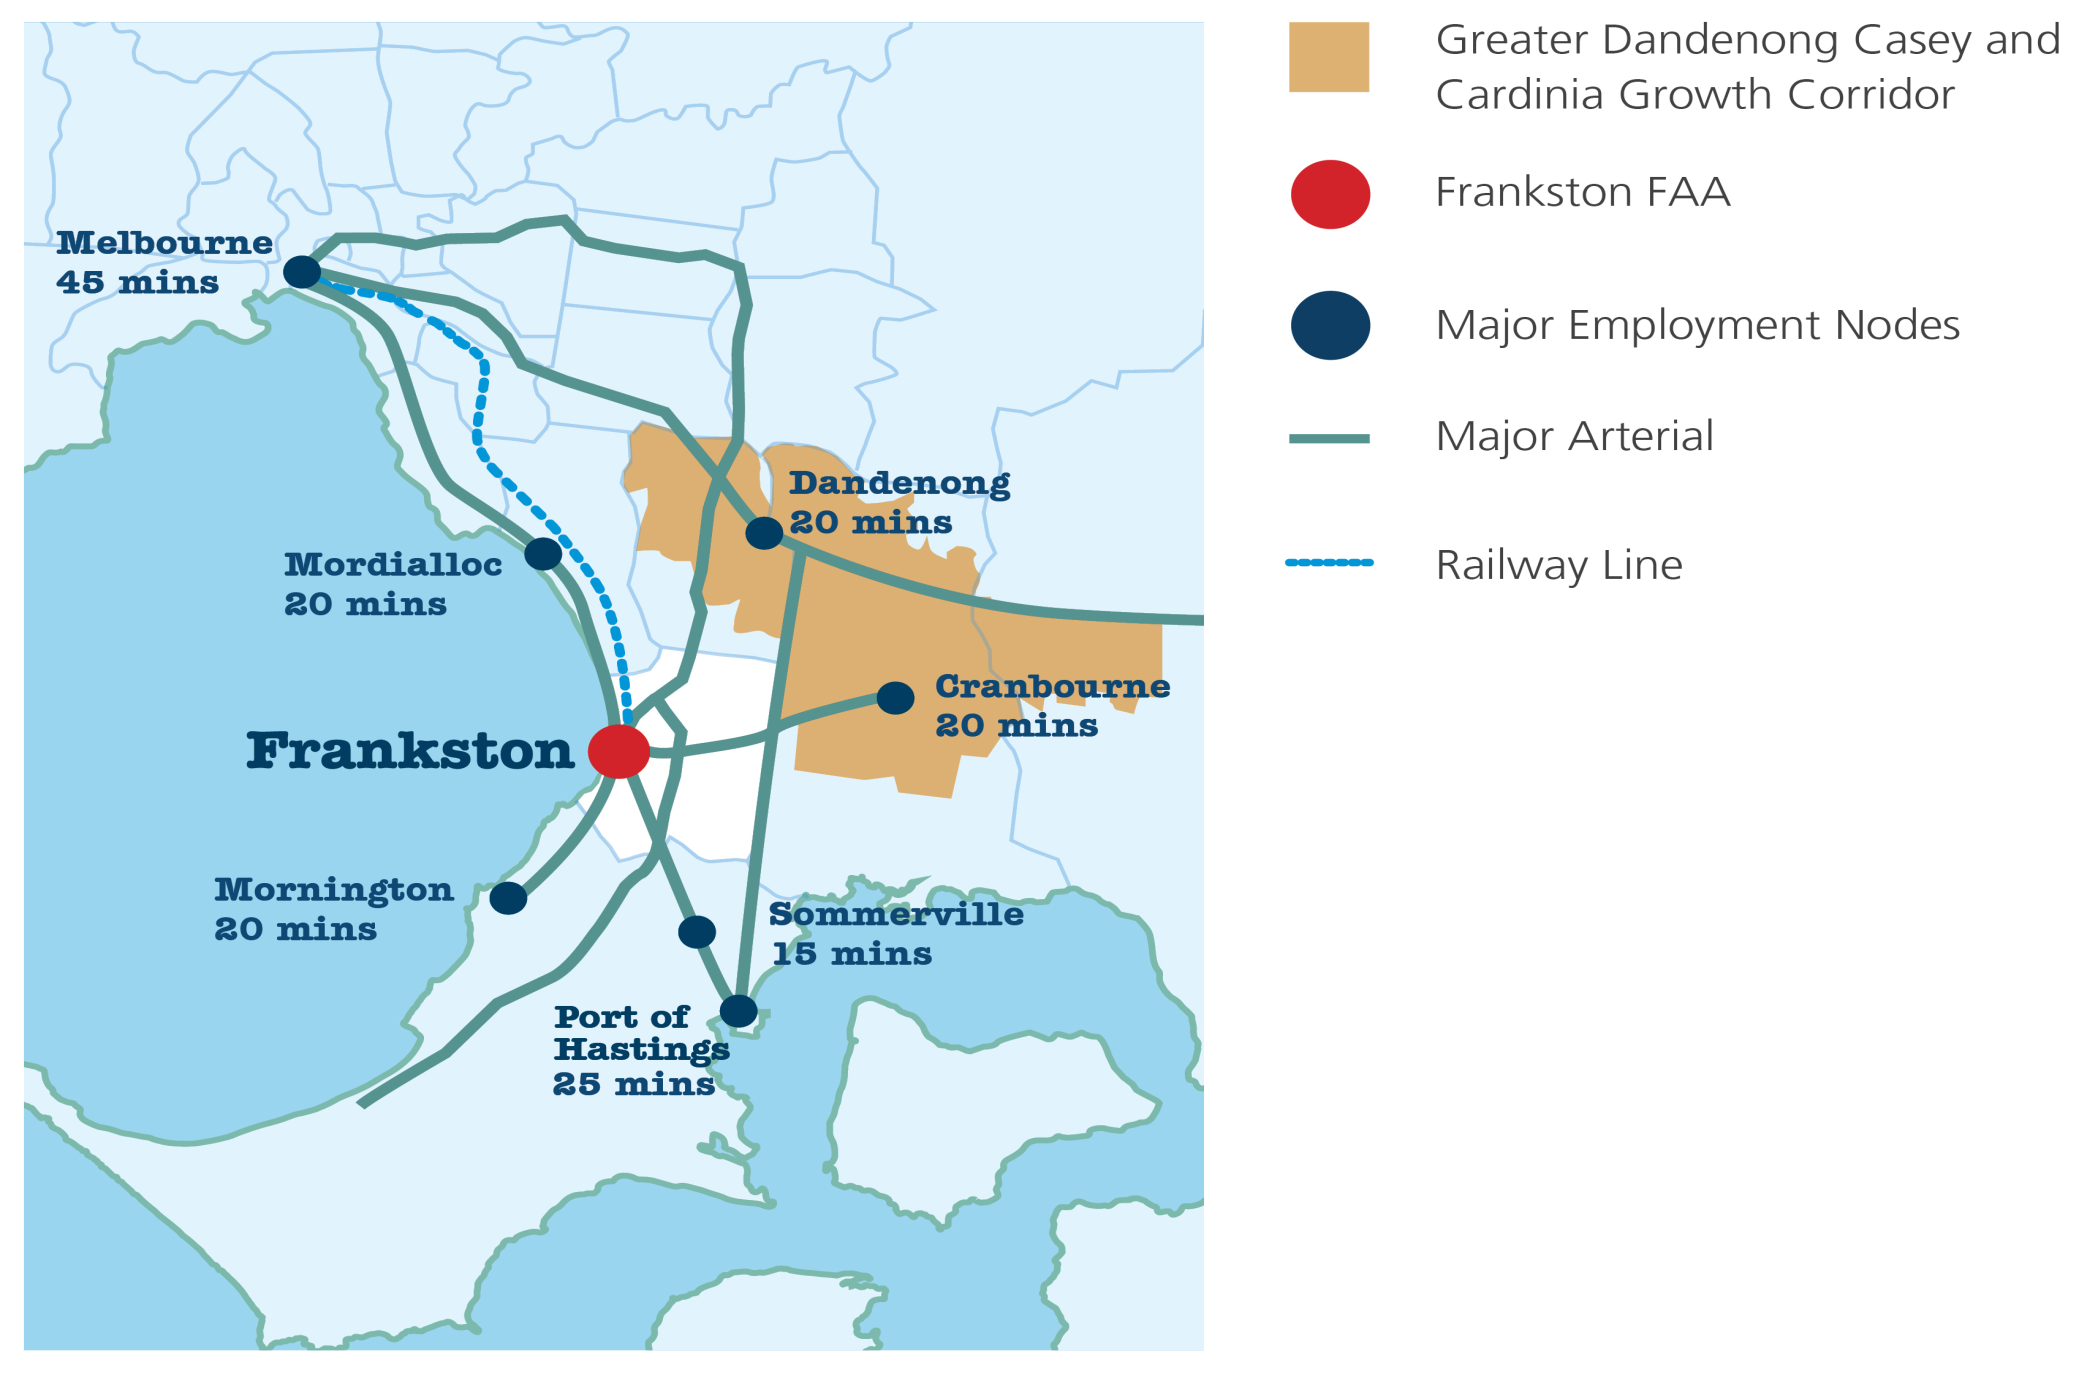 Melbourne
45 mins
Dandenong
20 mins
Mordialloc
20 mins
Cranbourne
20 mins
Frankston
Mornington
20 mins
Sommerville
15 mins
Port of
Hastings
25 mins
Greater Dandenong Casey and
Cardinia Growth Corridor
Frankston FAA
Major Employment Nodes
Major Arterial
Railway Line